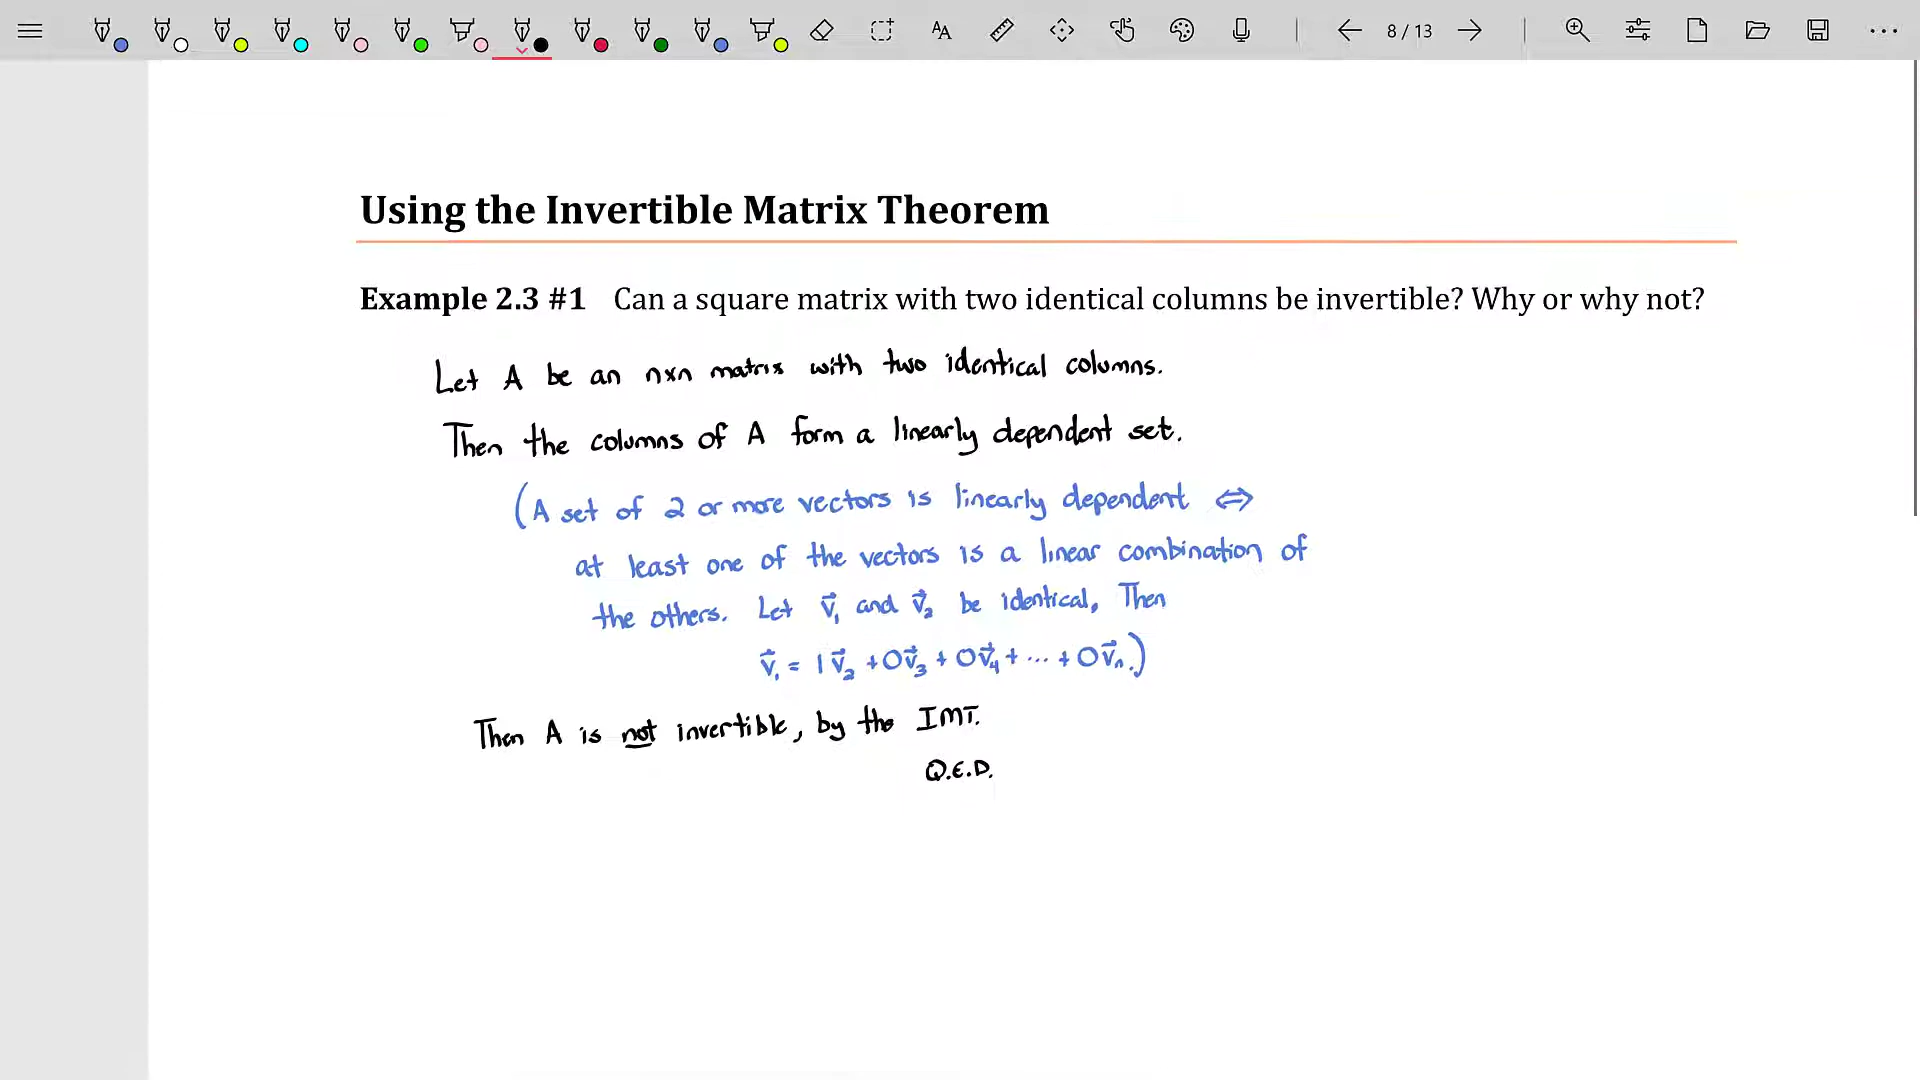 8 / 13
Using the Invertible Matrix Theorem
Example 2.3 #1 Can a square matrix with two identical columns be invertible? Why or why not?
Let A be an nxn matrix with two identical columns.
Then the columns of A form a linearly dependent set.
(A set of 2 or more vectors is linearly dependent ⇔
at least one of the vectors is a linear combination of
the others. Let v⃗₁ and v⃗₂ be identical, Then
v⃗₁ = 1v⃗₂ + 0v⃗₃ + 0v⃗₄ + ... + 0v⃗ₙ.)
Then A is not invertible, by the IMT.
Q.E.D.